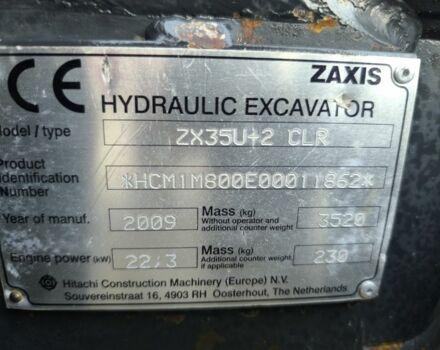 ZAXIS
CE
HYDRAULIC EXCAVATOR
Model / type ZX35U-2 CLR
Product
Identification *HCM1M800E00011862*
Number
Year of manuf. 2009 Mass (kg) Without operator and additional counter weight 3520
Engine power (kW) 22,3 Mass (kg) Additional counter weight, if applicable 230
Hitachi Construction Machinery (Europe) N.V.
Souvereinstraat 16, 4903 RH Oosterhout, The Netherlands